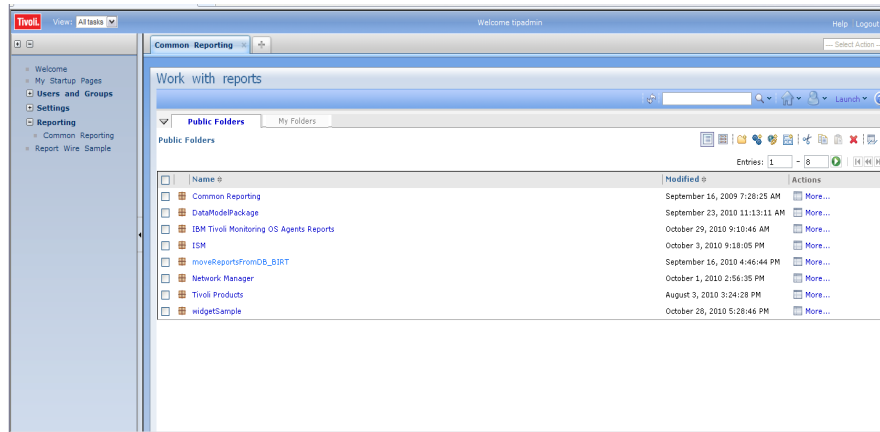 Tivoli. View: All tasks Welcome tipadmin Help Logout
Common Reporting × -- Select Action --
Welcome
My Startup Pages
Users and Groups
Settings
Reporting
Common Reporting
Report Wire Sample
Work with reports
Launch
Public Folders My Folders
Public Folders
Entries: 1 - 8
Name Modified Actions
Common Reporting September 16, 2009 7:28:25 AM More...
DataModelPackage September 23, 2010 11:13:11 AM More...
IBM Tivoli Monitoring OS Agents Reports October 29, 2010 9:10:46 AM More...
ISM October 3, 2010 9:18:05 PM More...
moveReportsFromDB_BIRT September 16, 2010 4:46:44 PM More...
Network Manager October 1, 2010 2:56:35 PM More...
Tivoli Products August 3, 2010 3:24:28 PM More...
widgetSample October 28, 2010 5:28:46 PM More...